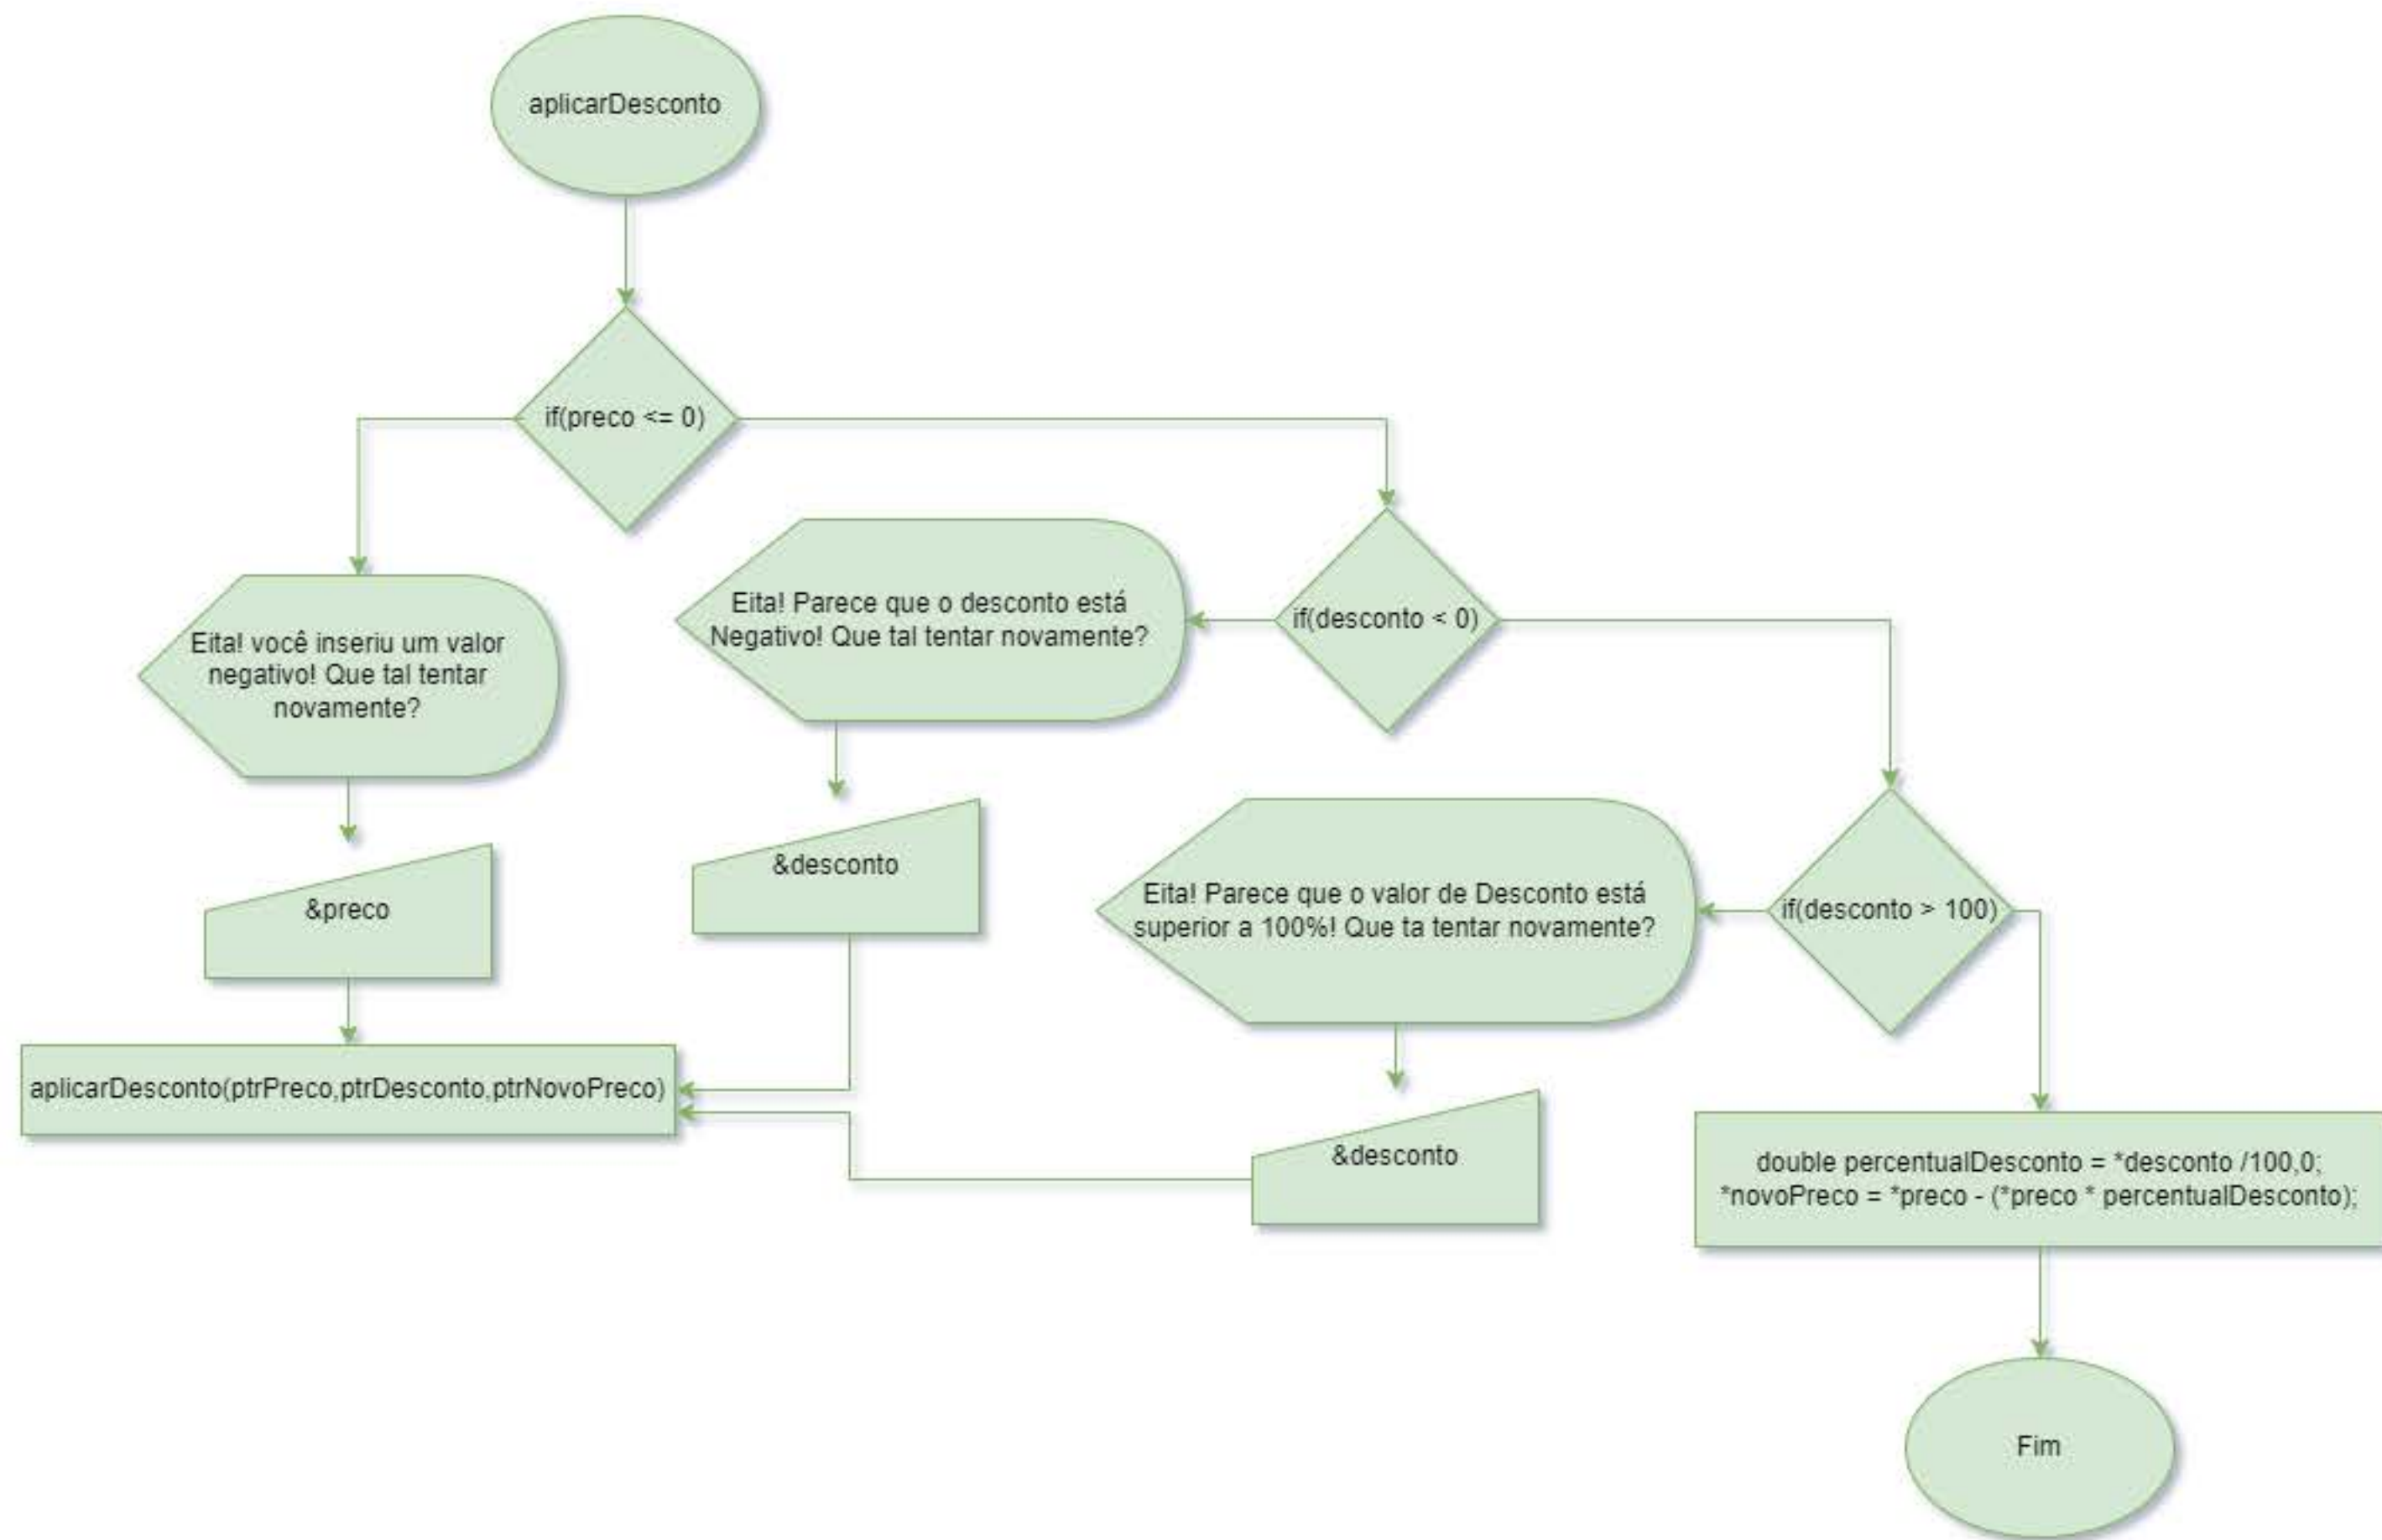 aplicarDesconto
if(preco <= 0)
Eita! você inseriu um valor
negativo! Que tal tentar
novamente?
&preco
aplicarDesconto(ptrPreco,ptrDesconto,ptrNovoPreco)
if(desconto < 0)
Eita! Parece que o desconto está
Negativo! Que tal tentar novamente?
&desconto
if(desconto > 100)
Eita! Parece que o valor de Desconto está
superior a 100%! Que ta tentar novamente?
&desconto
double percentualDesconto = *desconto /100,0;
*novoPreco = *preco - (*preco * percentualDesconto);
Fim